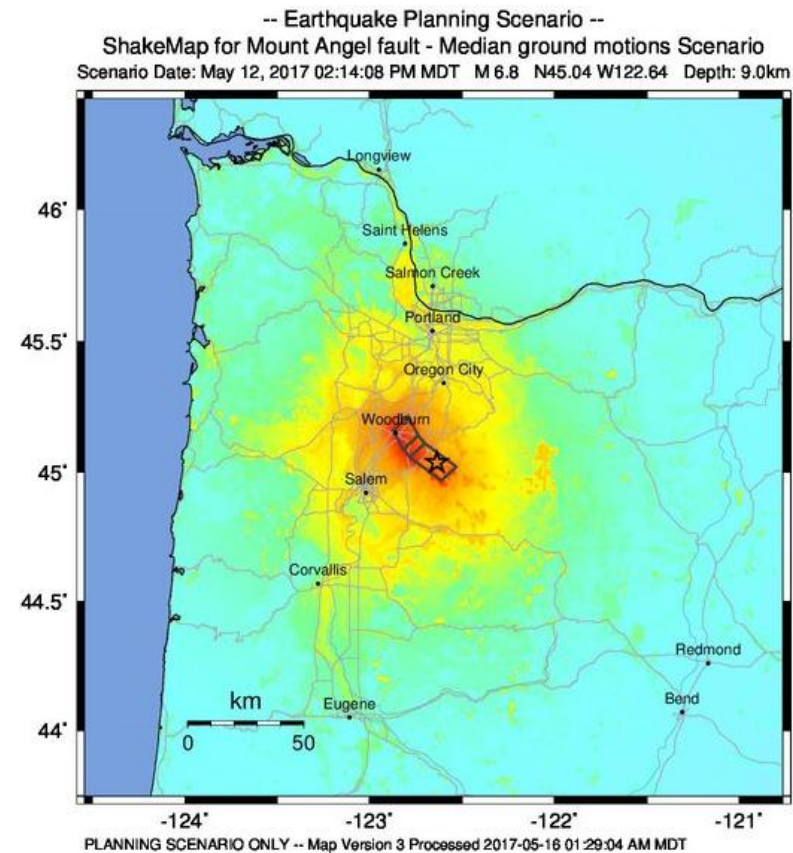 -- Earthquake Planning Scenario --
ShakeMap for Mount Angel fault - Median ground motions Scenario
Scenario Date: May 12, 2017 02:14:08 PM MDT M 6.8 N45.04 W122.64 Depth: 9.0km
Longview
46˚
Saint Helens
Salmon Creek
45.5˚
Portland
Oregon City
Woodburn
45˚
Salem
Corvallis
44.5˚
Redmond
km
Eugene
Bend
44˚
0 50
-124˚ -123˚ -122˚ -121˚
PLANNING SCENARIO ONLY -- Map Version 3 Processed 2017-05-16 01:29:04 AM MDT